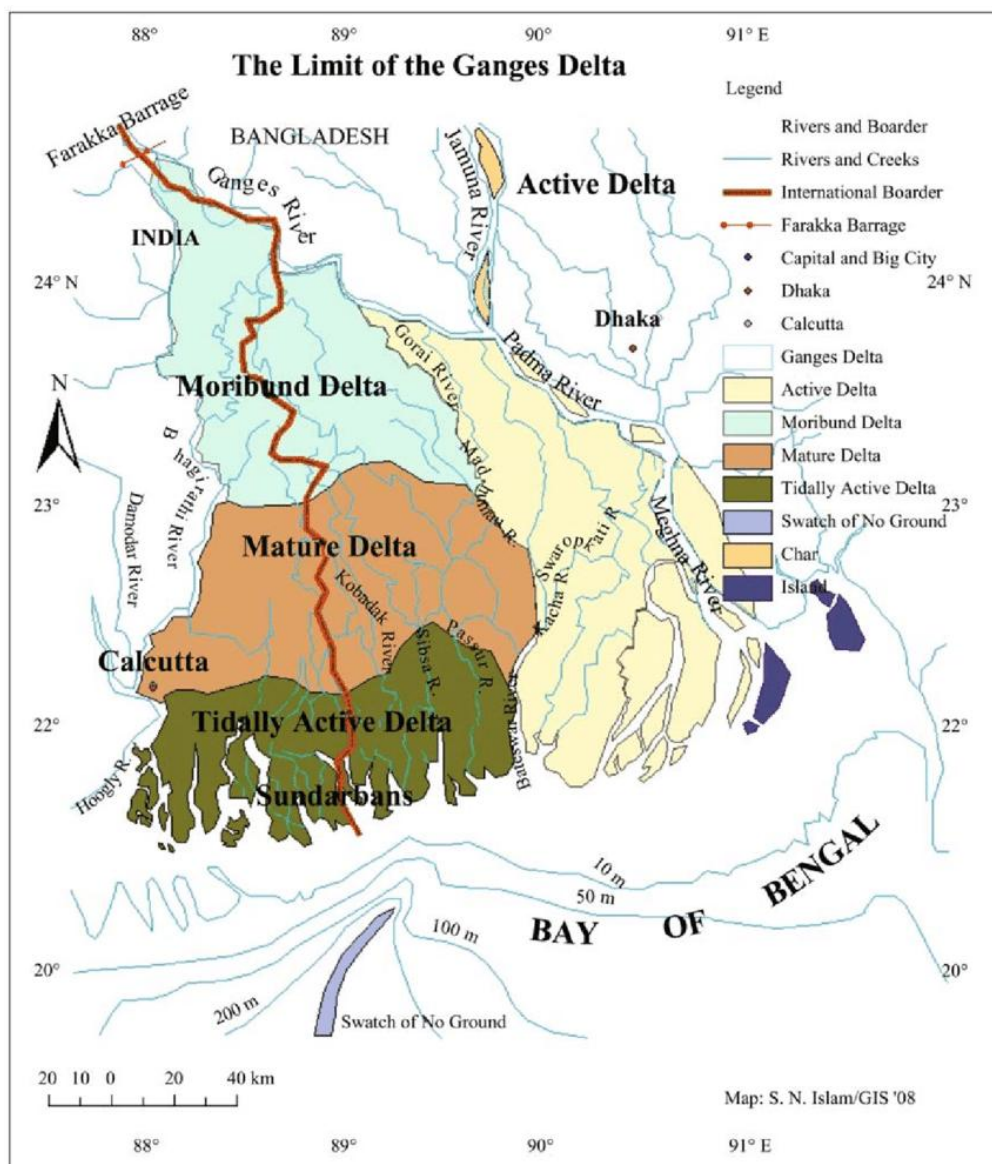 88°
89°
90°
91° E
The Limit of the Ganges Delta
Legend
Rivers and Boarder
Rivers and Creeks
International Boarder
Farakka Barrage
Capital and Big City
Dhaka
Calcutta
Ganges Delta
Active Delta
Moribund Delta
Mature Delta
Tidally Active Delta
Swatch of No Ground
Char
Island
Farakka Barrage
BANGLADESH
Ganges River
Jamuna River
Active Delta
INDIA
24° N
24° N
Dhaka
Gorai River
Padma River
N
Moribund Delta
Bhagirathi River
Damodar River
Madhumati R.
23°
23°
Mature Delta
Swaropkati R.
Meghna River
Kacha R.
Kobadak River
Sibsa R.
Passur R.
Calcutta
22°
22°
Tidally Active Delta
Baleswar River
Hoogly R.
Sundarbans
10 m
50 m
100 m
200 m
BAY OF BENGAL
20°
20°
Swatch of No Ground
20 10 0 20 40 km
Map: S. N. Islam/GIS '08
88°
89°
90°
91° E